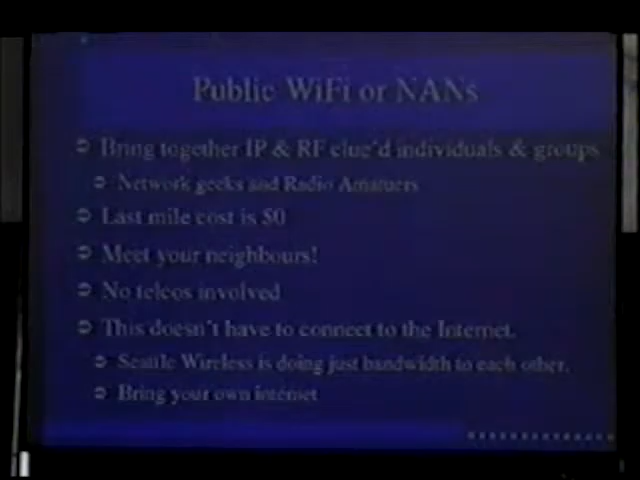 Public WiFi or NANs
Bring together IP & RF clue'd individuals & groups
Network geeks and Radio Amatuers
Last mile cost is $0
Meet your neighbours!
No telcos involved
This doesn't have to connect to the Internet.
Seattle Wireless is doing just bandwidth to each other.
Bring your own internet